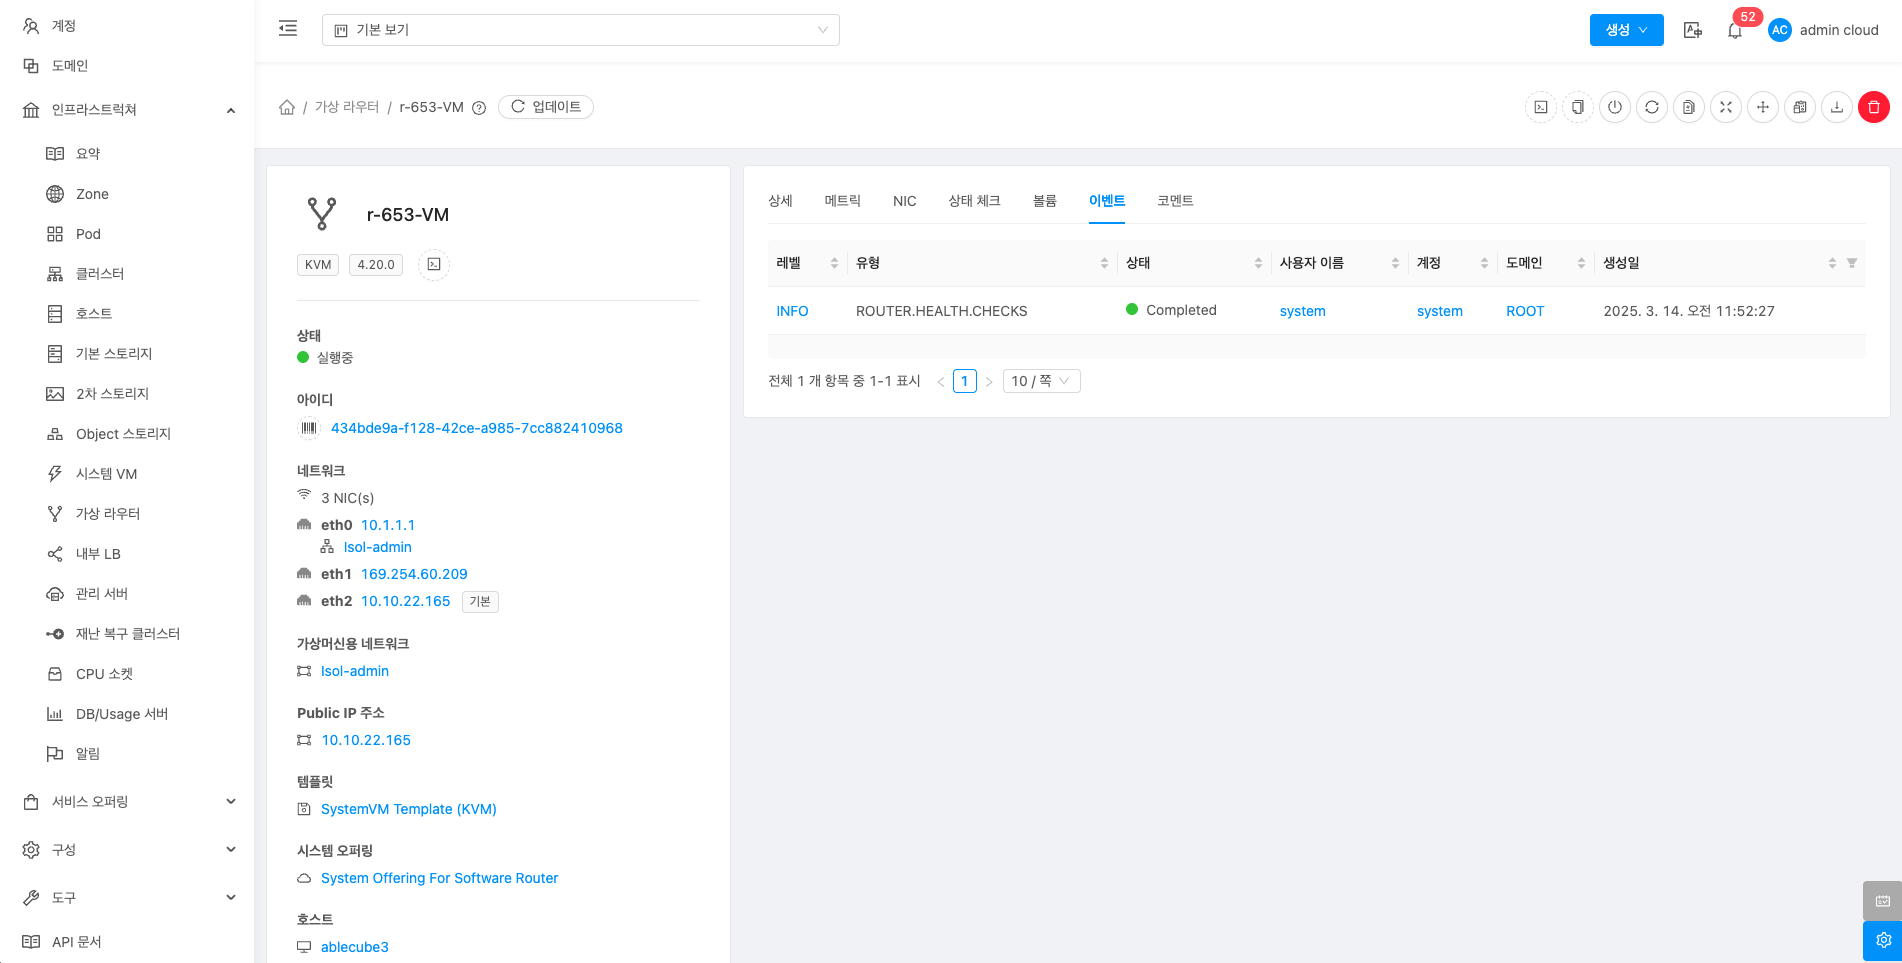 계정
도메인
인프라스트럭쳐
요약
Zone
Pod
클러스터
호스트
기본 스토리지
2차 스토리지
Object 스토리지
시스템 VM
가상 라우터
내부 LB
관리 서버
재난 복구 클러스터
CPU 소켓
DB/Usage 서버
알림
서비스 오퍼링
구성
도구
API 문서
기본 보기
생성
52
AC admin cloud
/ 가상 라우터 / r-653-VM 업데이트
r-653-VM
KVM 4.20.0
상태
실행중
아이디
434bde9a-f128-42ce-a985-7cc882410968
네트워크
3 NIC(s)
eth0 10.1.1.1
Isol-admin
eth1 169.254.60.209
eth2 10.10.22.165 기본
가상머신용 네트워크
Isol-admin
Public IP 주소
10.10.22.165
템플릿
SystemVM Template (KVM)
시스템 오퍼링
System Offering For Software Router
호스트
ablecube3
상세 메트릭 NIC 상태 체크 볼륨 이벤트 코멘트
레벨 유형 상태 사용자 이름 계정 도메인 생성일
INFO ROUTER.HEALTH.CHECKS Completed system system ROOT 2025. 3. 14. 오전 11:52:27
전체 1 개 항목 중 1-1 표시 1 10 / 쪽